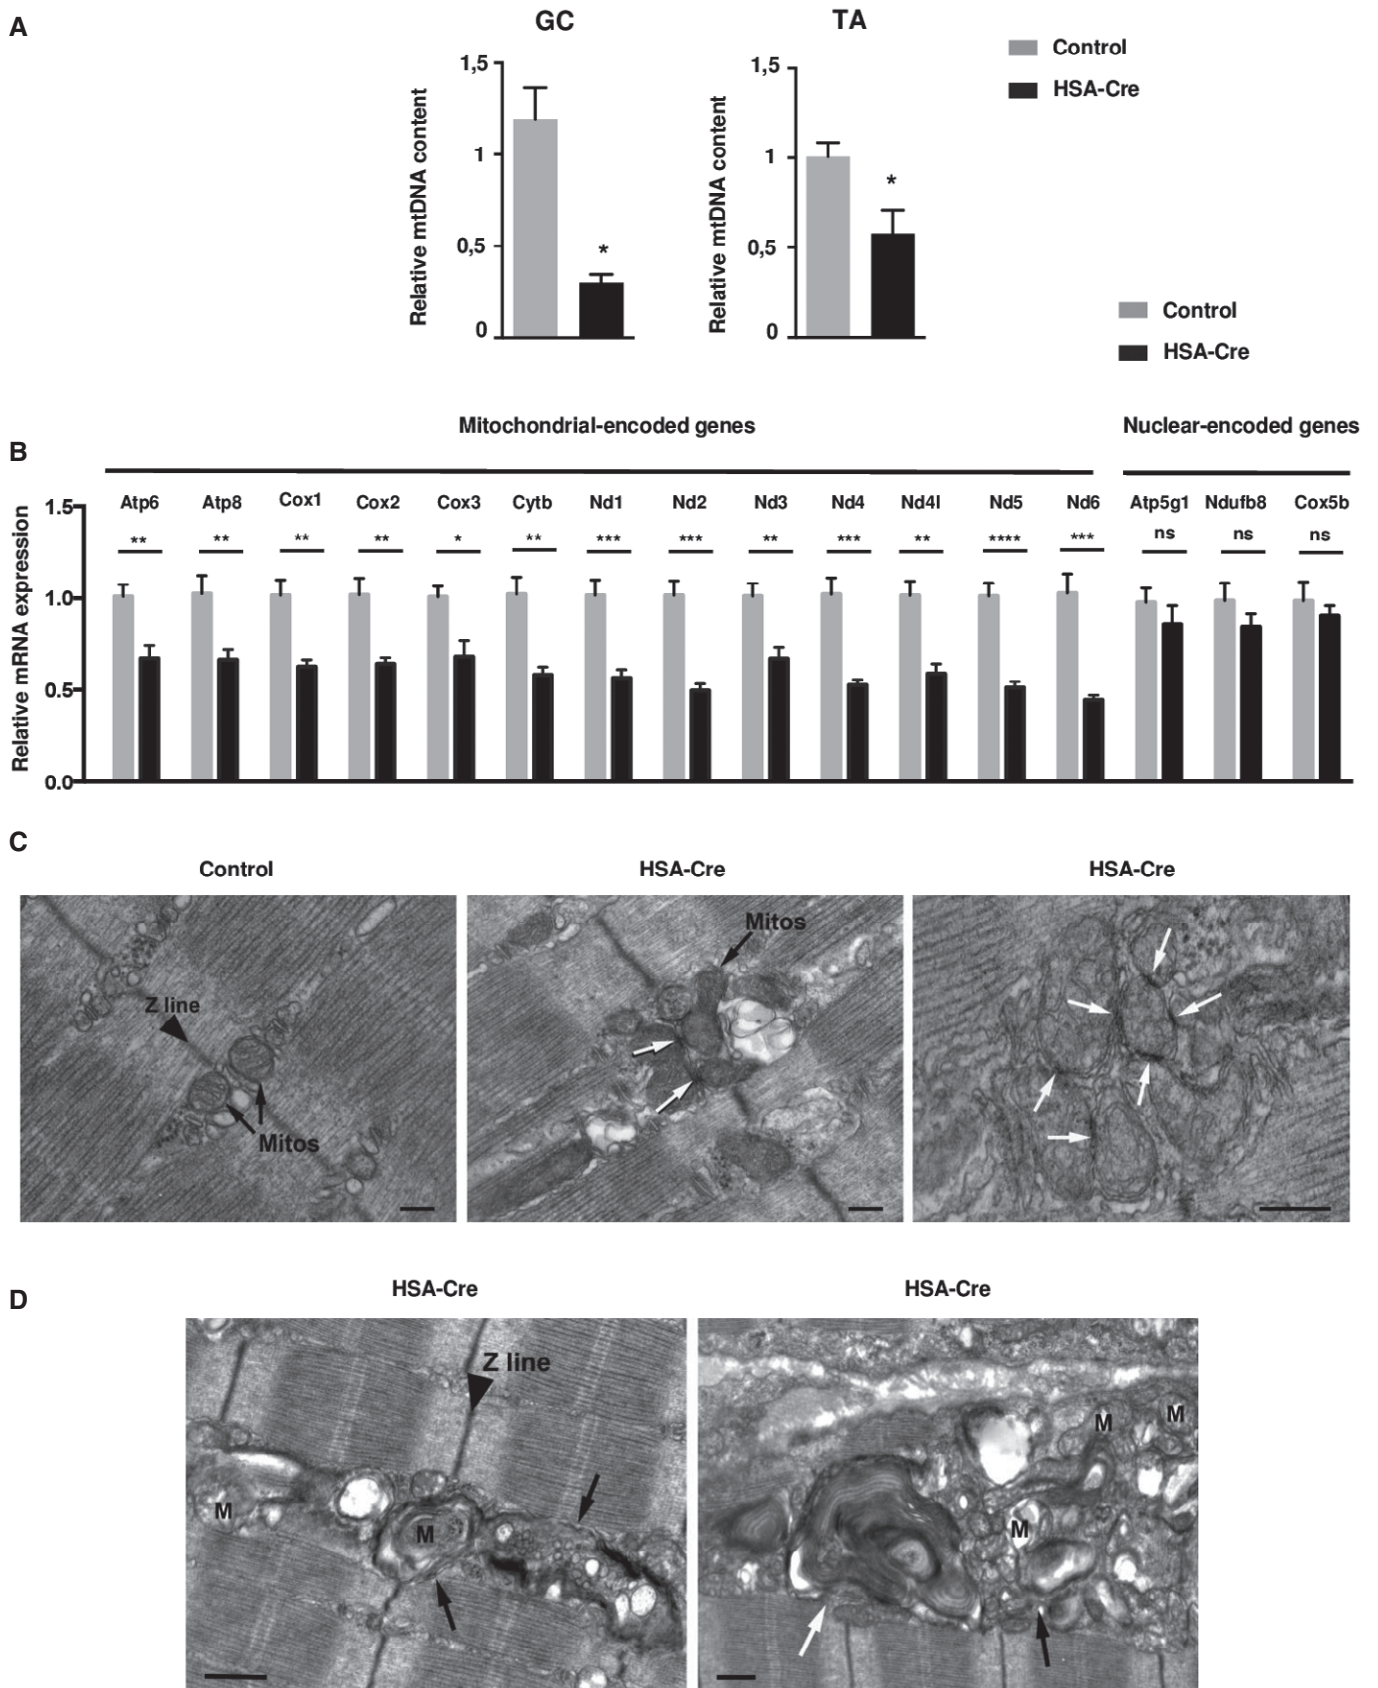 A
GC
TA
Control
HSA-Cre
Relative mtDNA content
1,5
1
0,5
0
*
Relative mtDNA content
1,5
1
0,5
0
*
Control
HSA-Cre
B
Mitochondrial-encoded genes
Nuclear-encoded genes
Relative mRNA expression
1.5
1.0
0.5
0.0
Atp6 Atp8 Cox1 Cox2 Cox3 Cytb Nd1 Nd2 Nd3 Nd4 Nd4l Nd5 Nd6 Atp5g1 Ndufb8 Cox5b
** ** ** ** * ** *** *** ** *** ** **** *** ns ns ns
C
Control
HSA-Cre
HSA-Cre
Z line
Mitos
Mitos
D
HSA-Cre
HSA-Cre
Z line
M
M
M
M
M